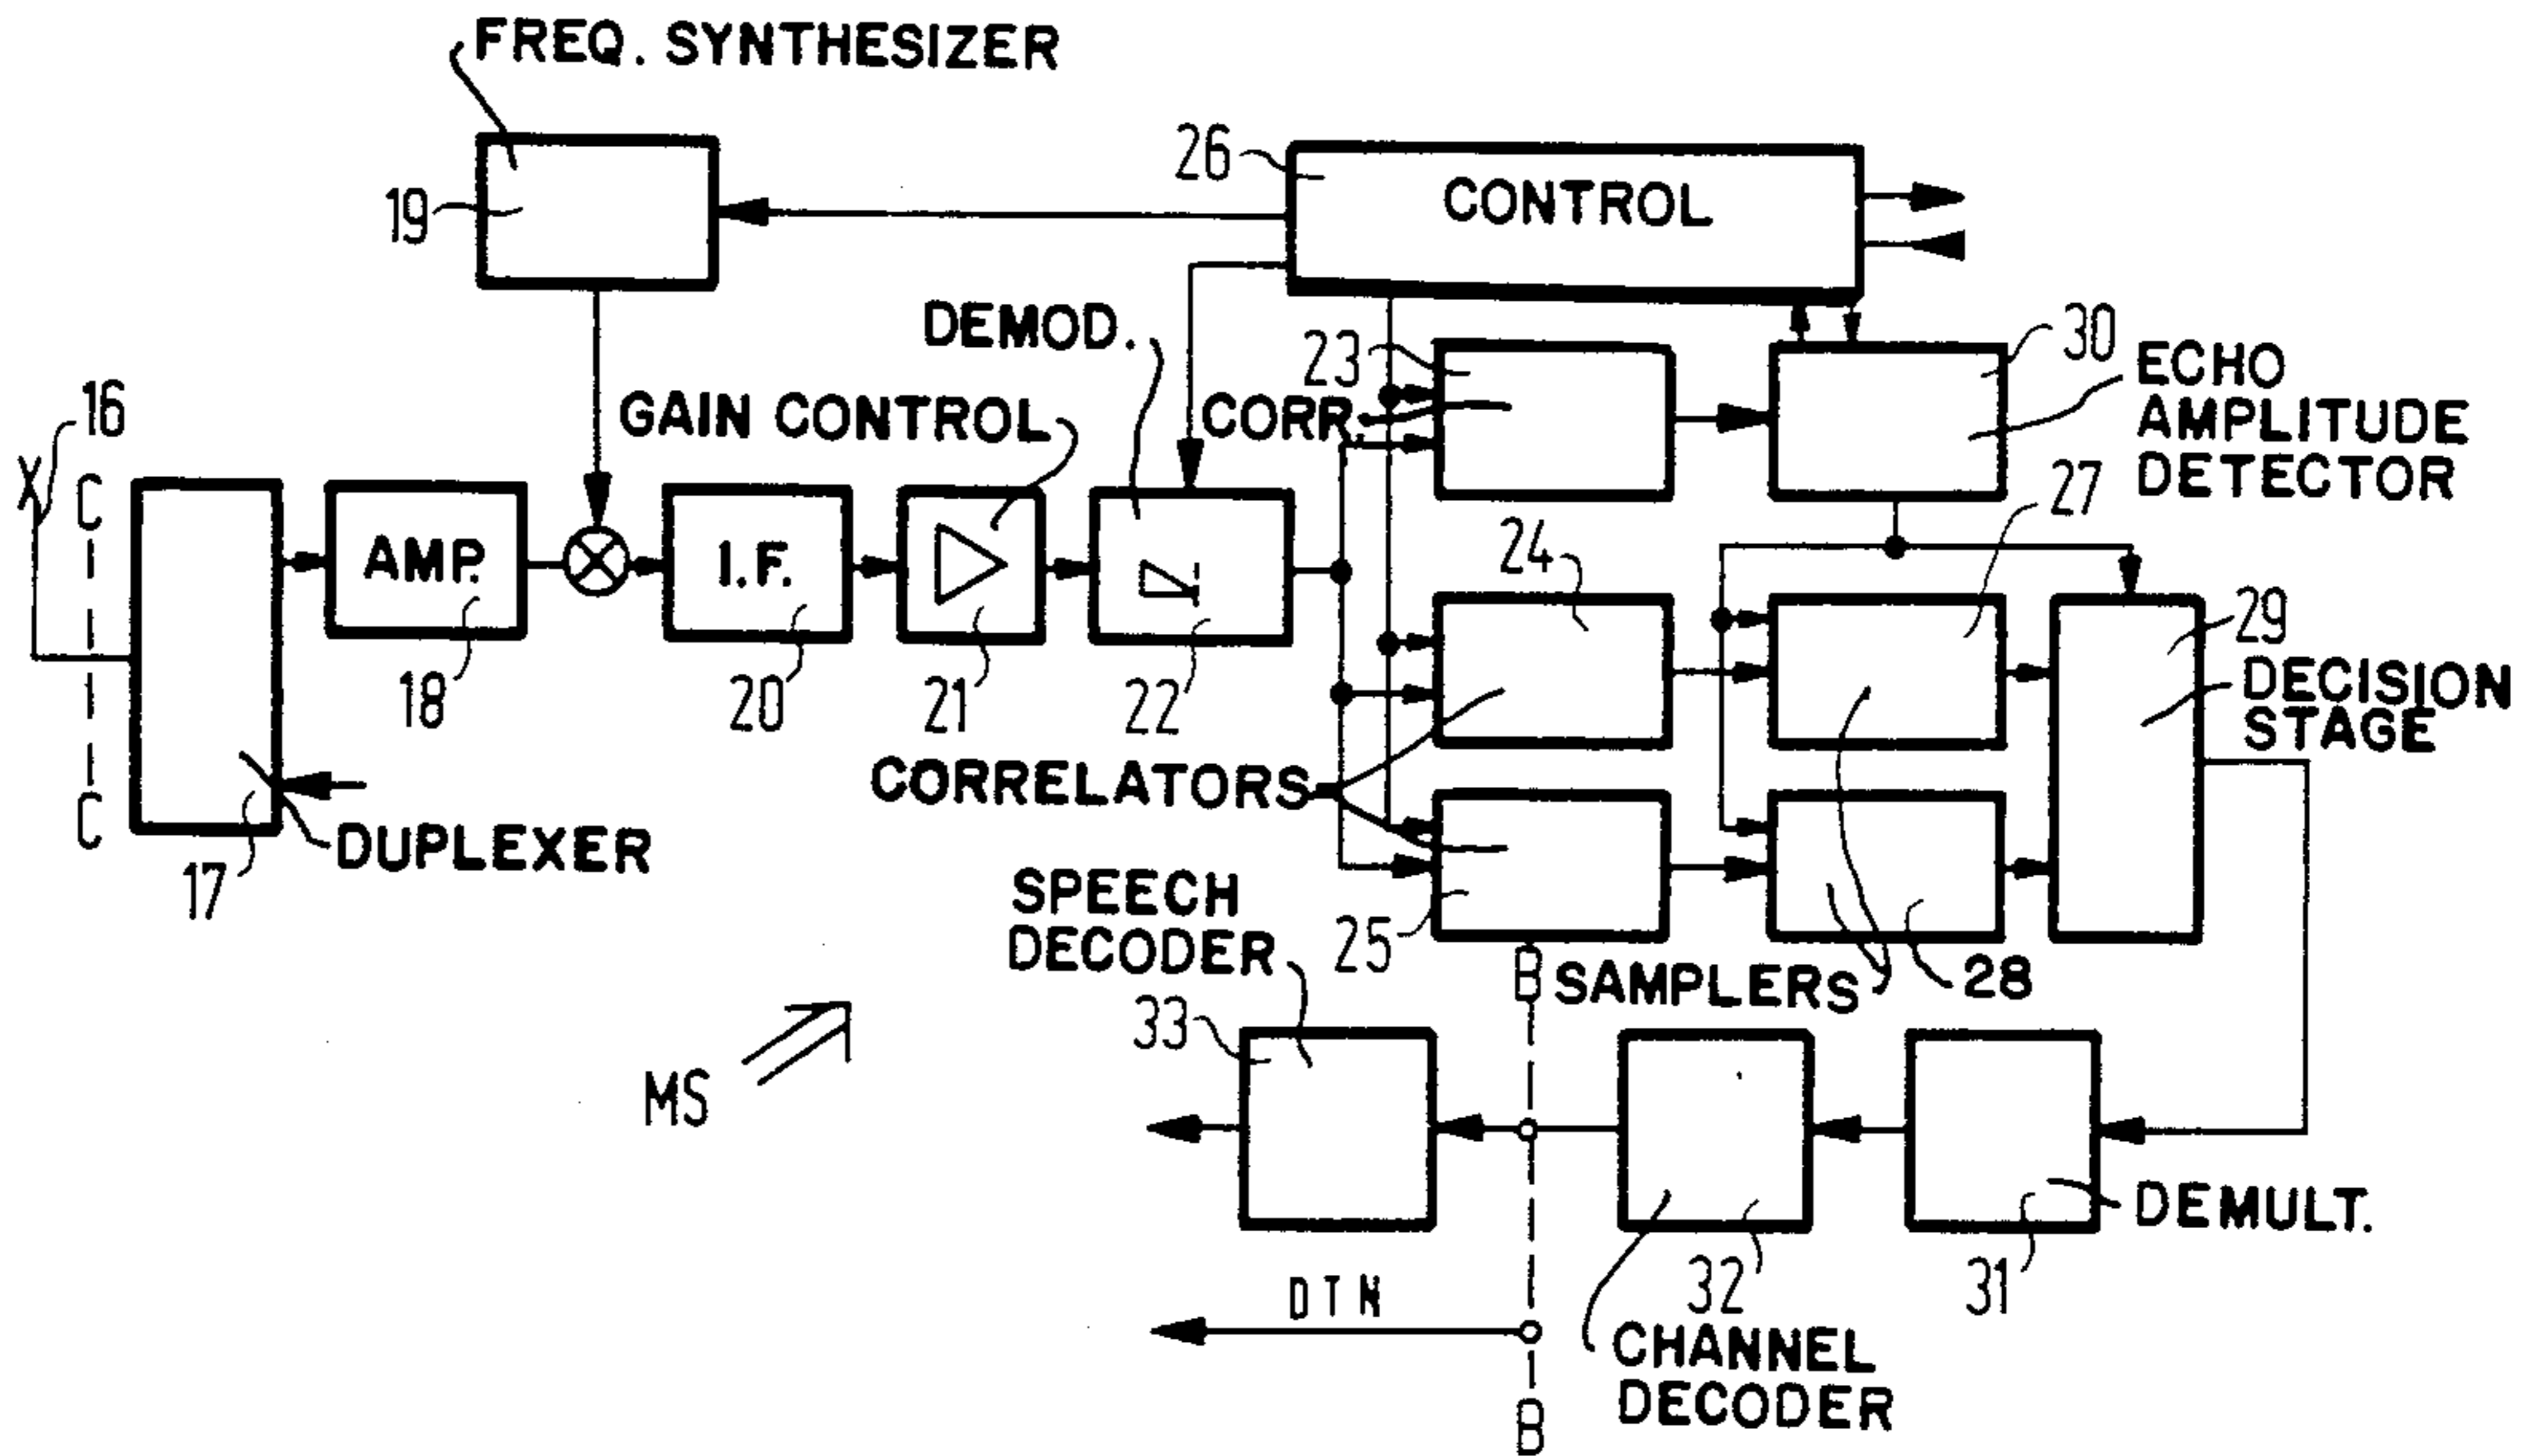 FREQ. SYNTHESIZER
19
26
CONTROL
DEMOD.
GAIN CONTROL
23
CORR.
30
ECHO
AMPLITUDE
DETECTOR
16
X
C
C
AMP.
18
I.F.
20
21
22
24
27
29
DECISION
STAGE
CORRELATORS
17
DUPLEXER
25
SPEECH
DECODER
33
B
SAMPLERS
28
MS
DEMULT.
31
32
CHANNEL
DECODER
DTN
B